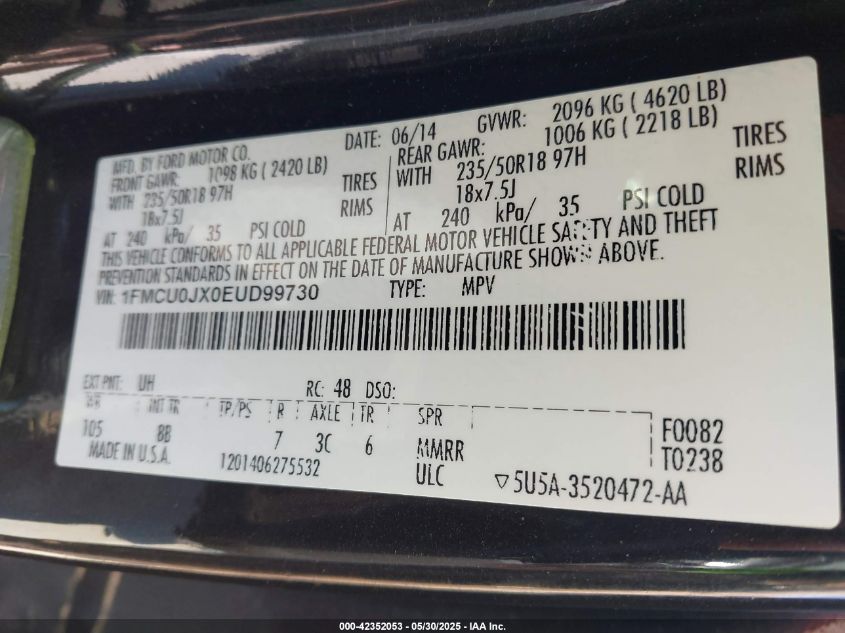 MFD. BY FORD MOTOR CO.
DATE: 06/14 GVWR: 2096 KG ( 4620 LB)
FRONT GAWR: 1098 KG ( 2420 LB)
REAR GAWR: 1006 KG ( 2218 LB)
WITH 235/50R18 97H TIRES
WITH 235/50R18 97H TIRES
18x7.5J RIMS
18x7.5J RIMS
AT 240 kPa/ 35 PSI COLD
AT 240 kPa/ 35 PSI COLD
THIS VEHICLE CONFORMS TO ALL APPLICABLE FEDERAL MOTOR VEHICLE SAFETY AND THEFT
PREVENTION STANDARDS IN EFFECT ON THE DATE OF MANUFACTURE SHOWN ABOVE.
VIN: 1FMCU0JX0EUD99730 TYPE: MPV
EXT PNT: UH RC: 48 DSO:
WB INT TR TP/PS R AXLE TR SPR
105 8B 7 3C 6 MMRR F0082
MADE IN U.S.A. 1201406275532 ULC T0238
▽5U5A-3520472-AA
000-42352053 — 05/30/2025 - IAA Inc.